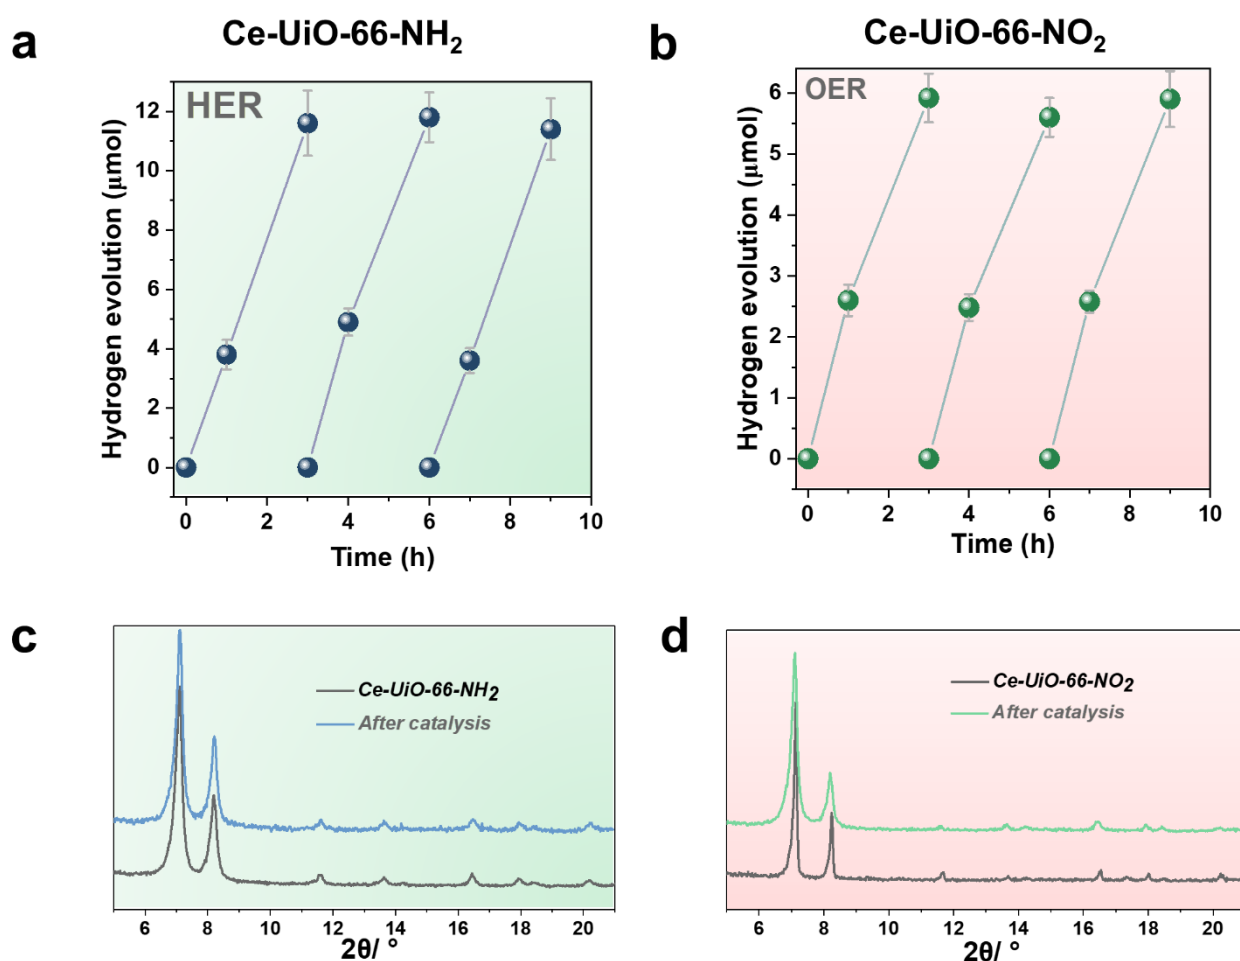 a
Ce-UiO-66-NH₂
HER
Hydrogen evolution (μmol)
12
10
8
6
4
2
0
0 2 4 6 8 10
Time (h)
b
Ce-UiO-66-NO₂
OER
Hydrogen evolution (μmol)
6
5
4
3
2
1
0
0 2 4 6 8 10
Time (h)
c
Ce-UiO-66-NH₂
After catalysis
6 8 10 12 14 16 18 20
2θ/ °
d
Ce-UiO-66-NO₂
After catalysis
6 8 10 12 14 16 18 20
2θ/ °